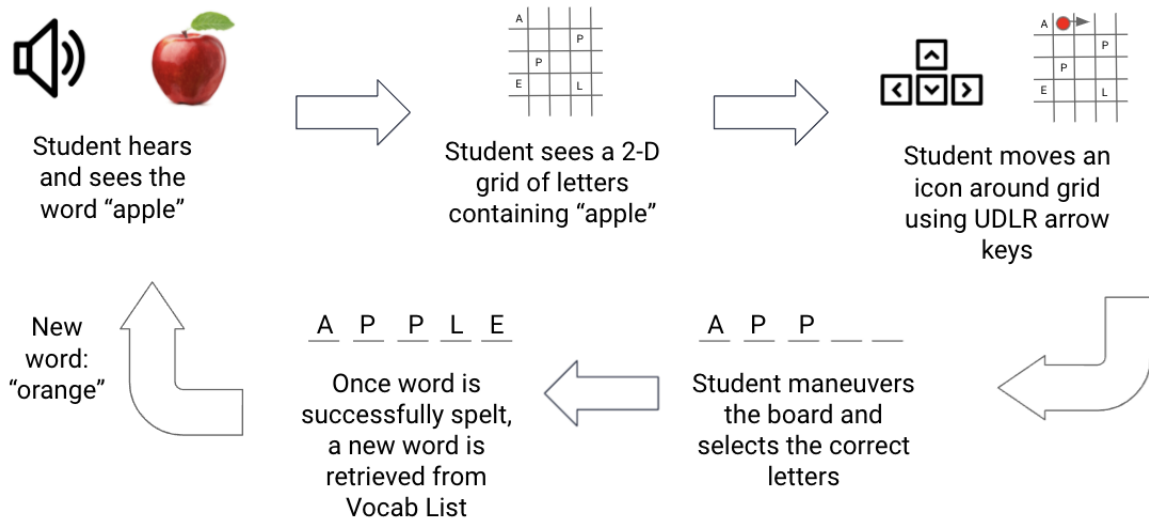 Student hears
and sees the
word “apple”
A
P
P
E L
Student sees a 2-D
grid of letters
containing “apple”
A
P
P
E L
Student moves an
icon around grid
using UDLR arrow
keys
A P P
Student maneuvers
the board and
selects the correct
letters
A P P L E
Once word is
successfully spelt,
a new word is
retrieved from
Vocab List
New
word:
“orange”